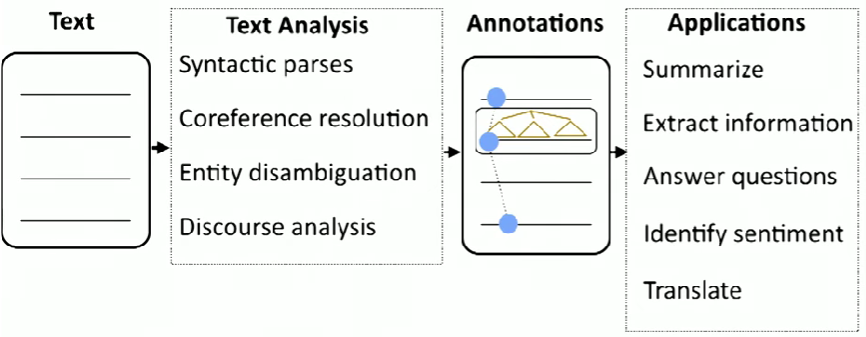 Text
Text Analysis
Syntactic parses
Coreference resolution
Entity disambiguation
Discourse analysis
Annotations
Applications
Summarize
Extract information
Answer questions
Identify sentiment
Translate